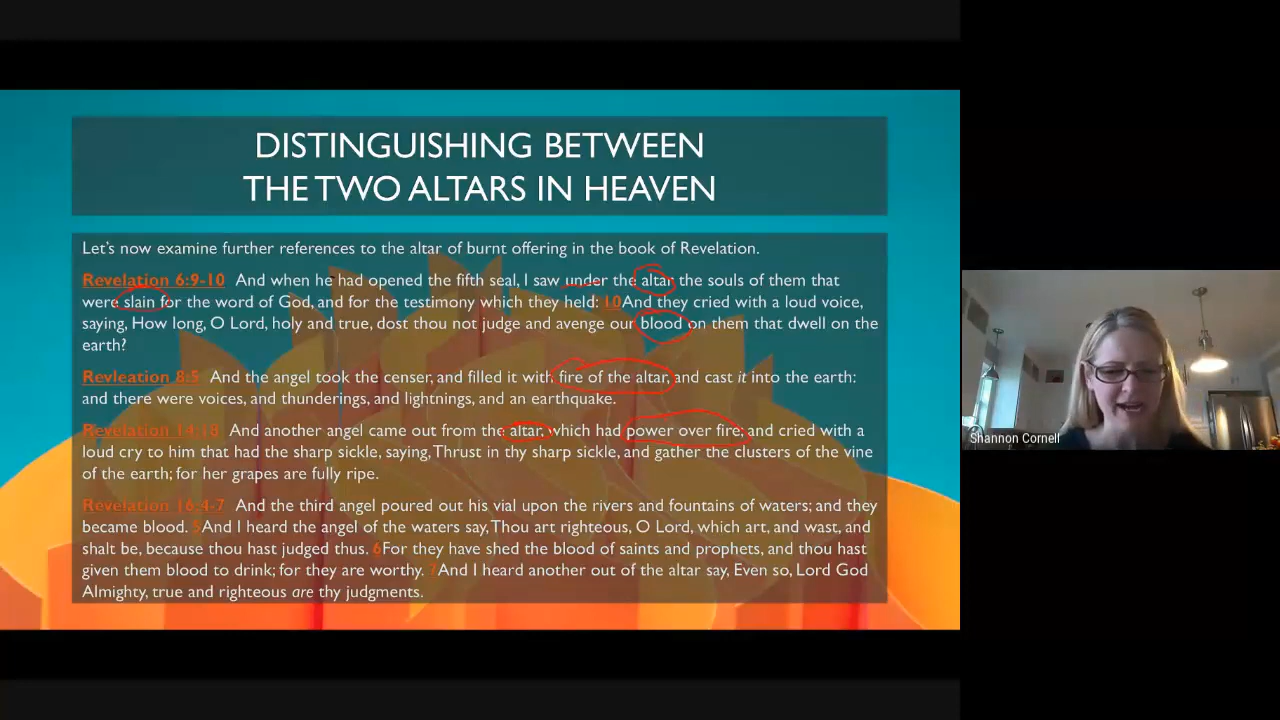 DISTINGUISHING BETWEEN
THE TWO ALTARS IN HEAVEN
Let's now examine further references to the altar of burnt offering in the book of Revelation.
Revelation 6:9-10 And when he had opened the fifth seal, I saw under the altar the souls of them that
were slain for the word of God, and for the testimony which they held: 10And they cried with a loud voice,
saying, How long, O Lord, holy and true, dost thou not judge and avenge our blood on them that dwell on the
earth?
Revleation 8:5 And the angel took the censer, and filled it with fire of the altar, and cast it into the earth:
and there were voices, and thunderings, and lightnings, and an earthquake.
Revelation 14:18 And another angel came out from the altar, which had power over fire; and cried with a
loud cry to him that had the sharp sickle, saying, Thrust in thy sharp sickle, and gather the clusters of the vine
of the earth; for her grapes are fully ripe.
Revelation 16:4-7 And the third angel poured out his vial upon the rivers and fountains of waters; and they
became blood. 5And I heard the angel of the waters say, Thou art righteous, O Lord, which art, and wast, and
shalt be, because thou hast judged thus. 6For they have shed the blood of saints and prophets, and thou hast
given them blood to drink; for they are worthy. 7And I heard another out of the altar say, Even so, Lord God
Almighty, true and righteous are thy judgments.
Shannon Cornell